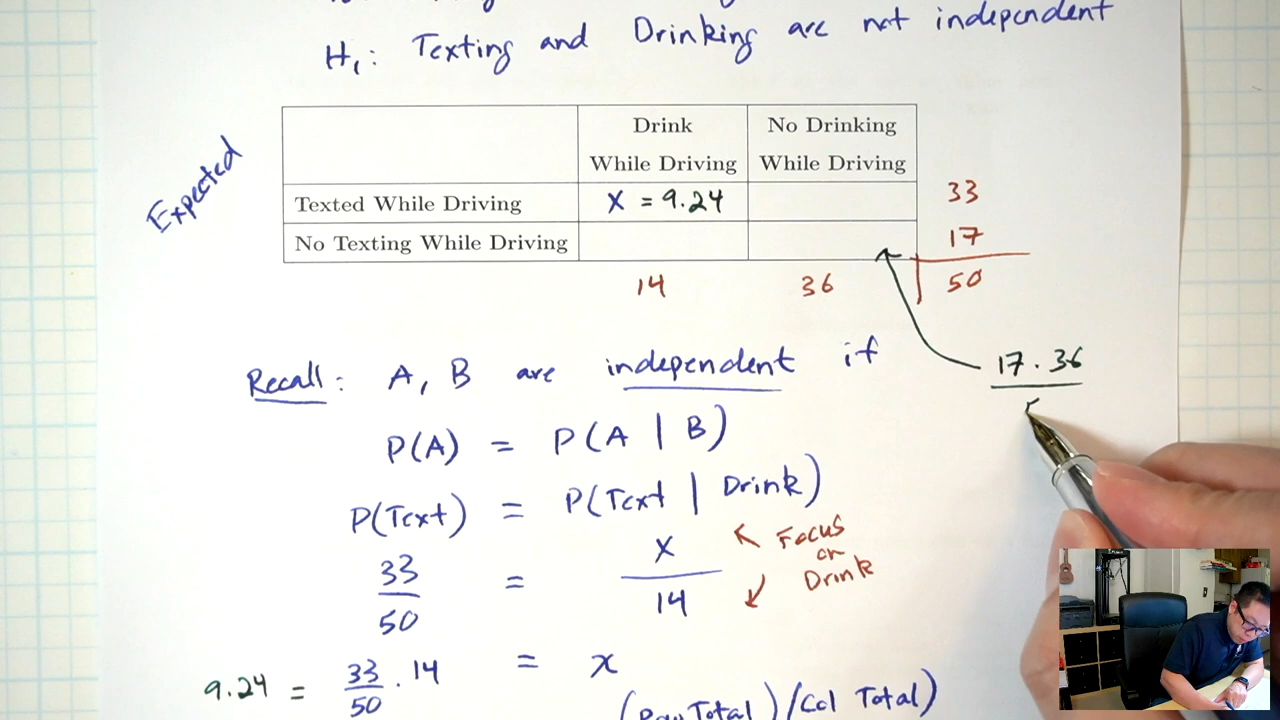 H₁: Texting and Drinking are not independent
Expected
Drink While Driving
No Drinking While Driving
Texted While Driving x = 9.24 33
No Texting While Driving 17
14 36 50
Recall: A, B are independent if
17 · 36
P(A) = P(A | B)
P(Text) = P(Text | Drink)
33/50 = x/14
Focus on Drink
9.24 = 33/50 · 14 = x
(Row Total)(Col Total)